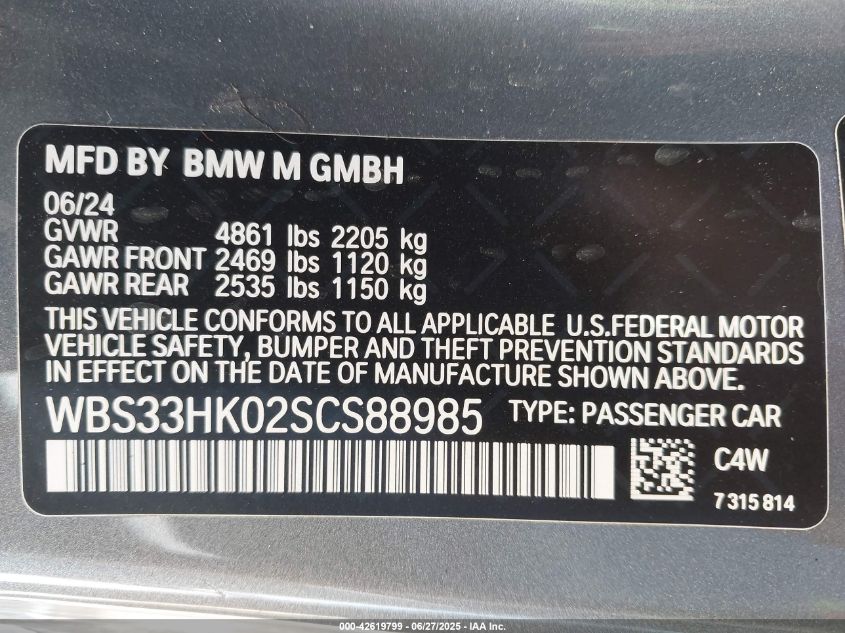 MFD BY BMW M GMBH
06/24
GVWR 4861 lbs 2205 kg
GAWR FRONT 2469 lbs 1120 kg
GAWR REAR 2535 lbs 1150 kg
THIS VEHICLE CONFORMS TO ALL APPLICABLE U.S.FEDERAL MOTOR
VEHICLE SAFETY, BUMPER AND THEFT PREVENTION STANDARDS
IN EFFECT ON THE DATE OF MANUFACTURE SHOWN ABOVE.
WBS33HK02SCS88985 TYPE: PASSENGER CAR
C4W
7 315 814
000-42619799 - 06/27/2025 - IAA Inc.